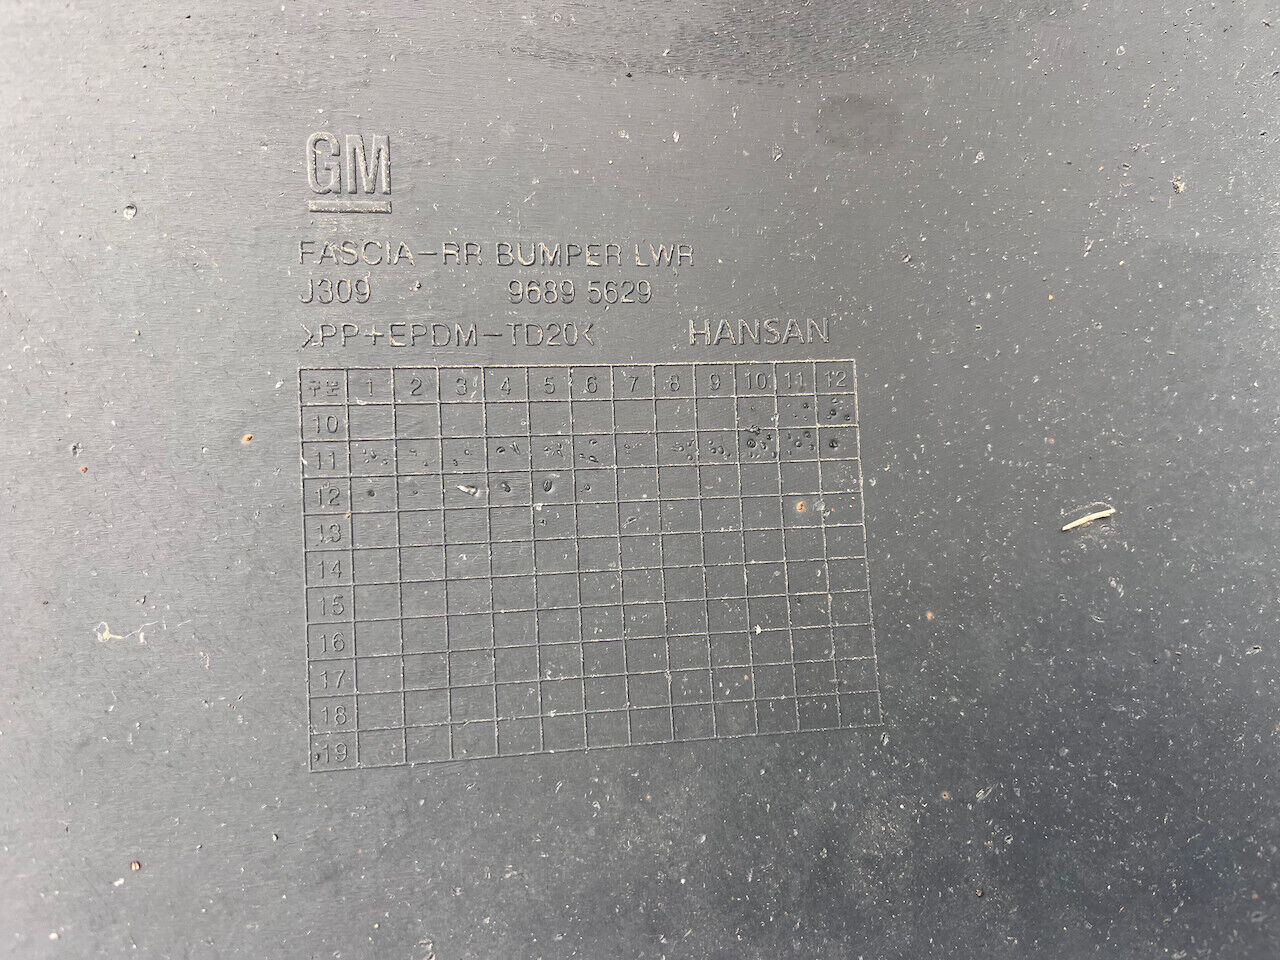 GM
FASCIA-RR BUMPER LWR
J309 9689 5629
>PP+EPDM-TD20< HANSAN
구분 1 2 3 4 5 6 7 8 9 10 11 12
10
11
12
13
14
15
16
17
18
19